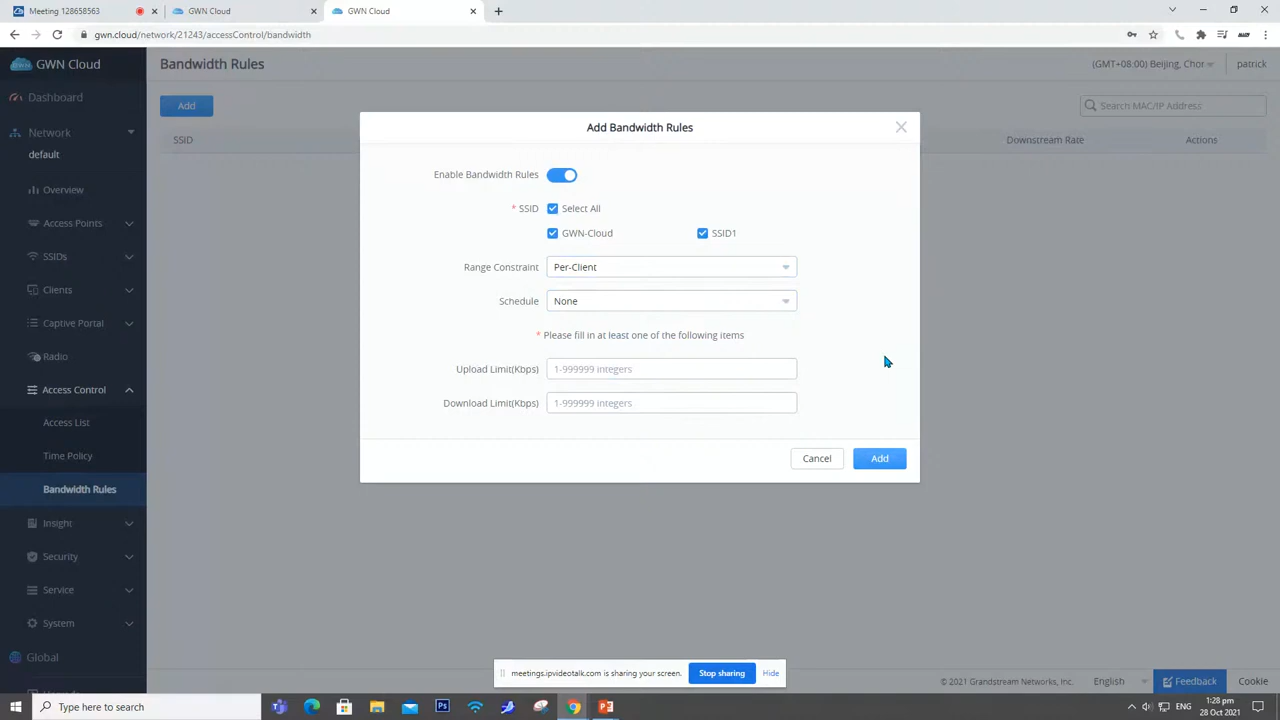 Meeting 128658563
GWN Cloud
GWN Cloud
gwn.cloud/network/21243/accessControl/bandwidth
GWN Cloud
Bandwidth Rules
(GMT+08:00) Beijing, Chor
patrick
Dashboard
Add
Search MAC/IP Address
Network
SSID
Downstream Rate
Actions
default
Overview
Access Points
SSIDs
Clients
Captive Portal
Radio
Access Control
Access List
Time Policy
Bandwidth Rules
Insight
Security
Service
System
Global
Add Bandwidth Rules
Enable Bandwidth Rules
* SSID
Select All
GWN-Cloud
SSID1
Range Constraint
Per-Client
Schedule
None
* Please fill in at least one of the following items
Upload Limit(Kbps)
1-999999 integers
Download Limit(Kbps)
1-999999 integers
Cancel
Add
meetings.ipvideotalk.com is sharing your screen.
Stop sharing
Hide
© 2021 Grandstream Networks, Inc.
English
Feedback
Cookie
Type here to search
ENG
1:28 pm
28 Oct 2021